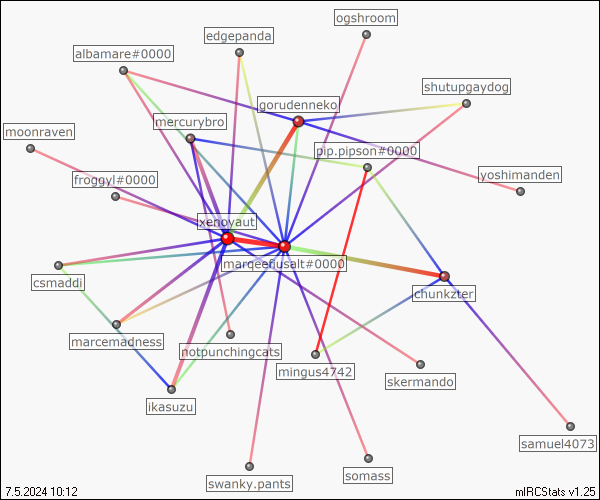 ogshroom
edgepanda
albamare#0000
shutupgaydog
gorudenneko
mercurybro
moonraven
pip.pipson#0000
yoshimanden
froggyl#0000
xenoyaut
marqeedusalt#0000
csmaddi
chunkzter
marcemadness
notpunchingcats
mingus4742
skermando
ikasuzu
samuel4073
somass
swanky.pants
7.5.2024 10:12
mIRCStats v1.25